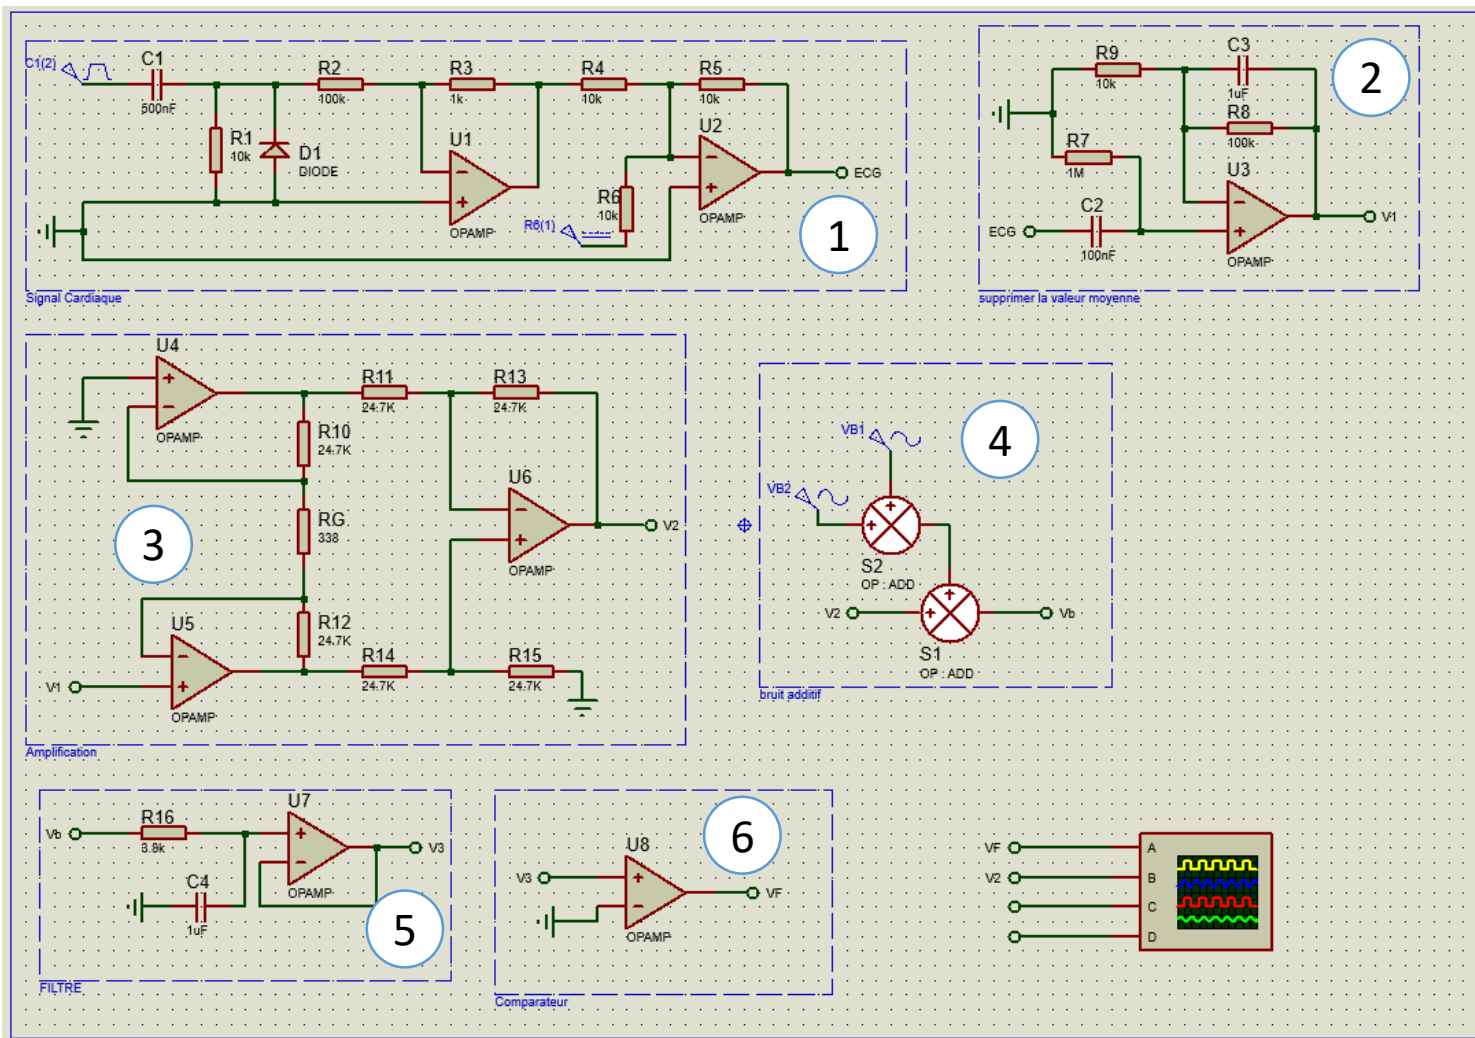 C1(2)
C1
500nF
R1
10k
D1
DIODE
R2
100k
R3
1k
R4
10k
R5
10k
U1
OPAMP
U2
OPAMP
R6
10k
R6(1)
ECG
1
Signal Cardiaque
R9
10k
C3
1uF
R8
100k
R7
1M
C2
100nF
ECG
U3
OPAMP
V1
2
supprimer la valeur moyenne
U4
OPAMP
R10
24.7K
R11
24.7K
R13
24.7K
RG
338
U6
OPAMP
V2
3
R12
24.7K
U5
OPAMP
V1
R14
24.7K
R15
24.7K
Amplification
VB1
VB2
4
S2
OP : ADD
V2
Vb
S1
OP : ADD
bruit additif
Vb
R16
3.9k
C4
1uF
U7
OPAMP
V3
5
FILTRE
V3
U8
OPAMP
VF
6
Comparateur
VF
V2
A
B
C
D